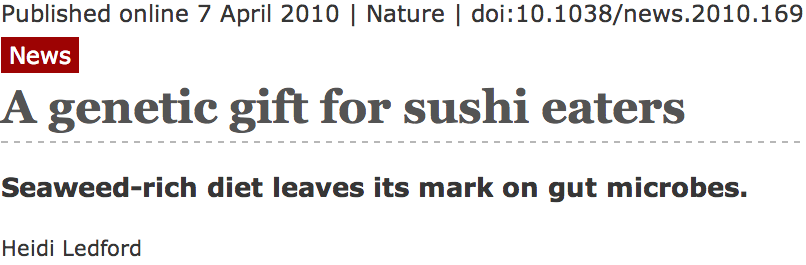 Published online 7 April 2010 | Nature | doi:10.1038/news.2010.169
News
A genetic gift for sushi eaters
Seaweed-rich diet leaves its mark on gut microbes.
Heidi Ledford